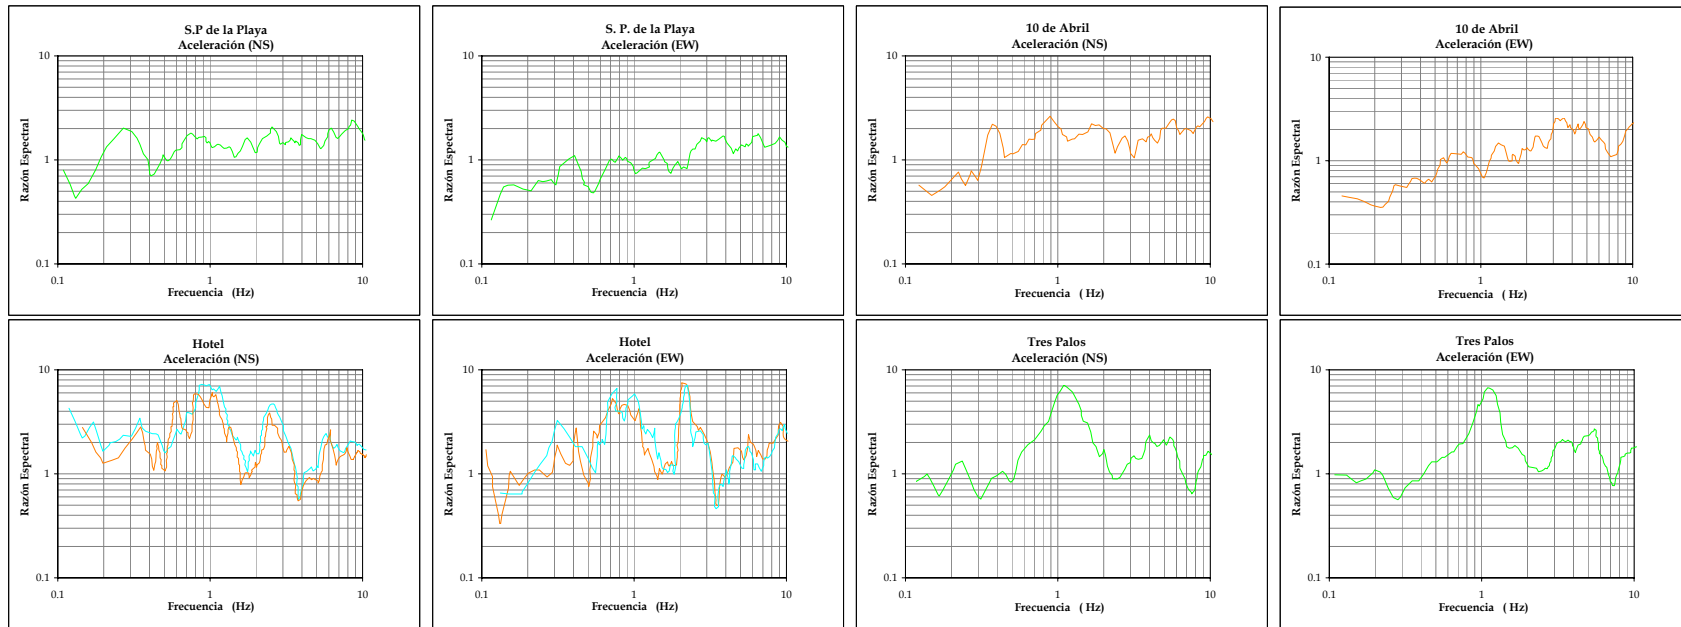 S.P de la Playa
Aceleración (NS)
10
1
0.1
0.1
1
10
Razón Espectral
Frecuencia (Hz)
S. P. de la Playa
Aceleración (EW)
10
1
0.1
0.1
1
10
Razón Espectral
Frecuencia (Hz)
10 de Abril
Aceleración (NS)
10
1
0.1
0.1
1
10
Razón Espectral
Frecuencia (Hz)
10 de Abril
Aceleración (EW)
10
1
0.1
0.1
1
10
Razón Espectral
Frecuencia ( Hz)
Hotel
Aceleración (NS)
10
1
0.1
0.1
1
10
Razón Espectral
Frecuencia (Hz)
Hotel
Aceleración (EW)
10
1
0.1
0.1
1
10
Razón Espectral
Frecuencia (Hz)
Tres Palos
Aceleración (NS)
10
1
0.1
0.1
1
10
Razón Espectral
Frecuencia (Hz)
Tres Palos
Aceleración (EW)
10
1
0.1
0.1
1
10
Razón Espectral
Frecuencia ( Hz)